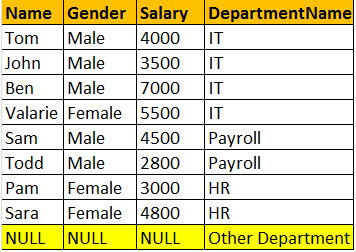 Name Gender Salary DepartmentName
Tom Male 4000 IT
John Male 3500 IT
Ben Male 7000 IT
Valarie Female 5500 IT
Sam Male 4500 Payroll
Todd Male 2800 Payroll
Pam Female 3000 HR
Sara Female 4800 HR
NULL NULL NULL Other Department